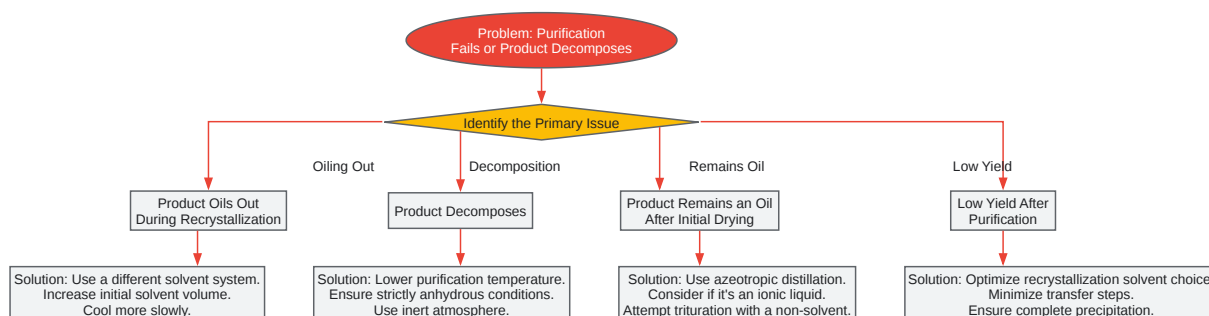 Problem: Purification
Fails or Product Decomposes
Identify the Primary Issue
Oiling Out
Decomposition
Remains Oil
Low Yield
Product Oils Out
During Recrystallization
Product Decomposes
Product Remains an Oil
After Initial Drying
Low Yield After
Purification
Solution: Use a different solvent system.
Increase initial solvent volume.
Cool more slowly.
Solution: Lower purification temperature.
Ensure strictly anhydrous conditions.
Use inert atmosphere.
Solution: Use azeotropic distillation.
Consider if it's an ionic liquid.
Attempt trituration with a non-solvent.
Solution: Optimize recrystallization solvent choice
Minimize transfer steps.
Ensure complete precipitation.